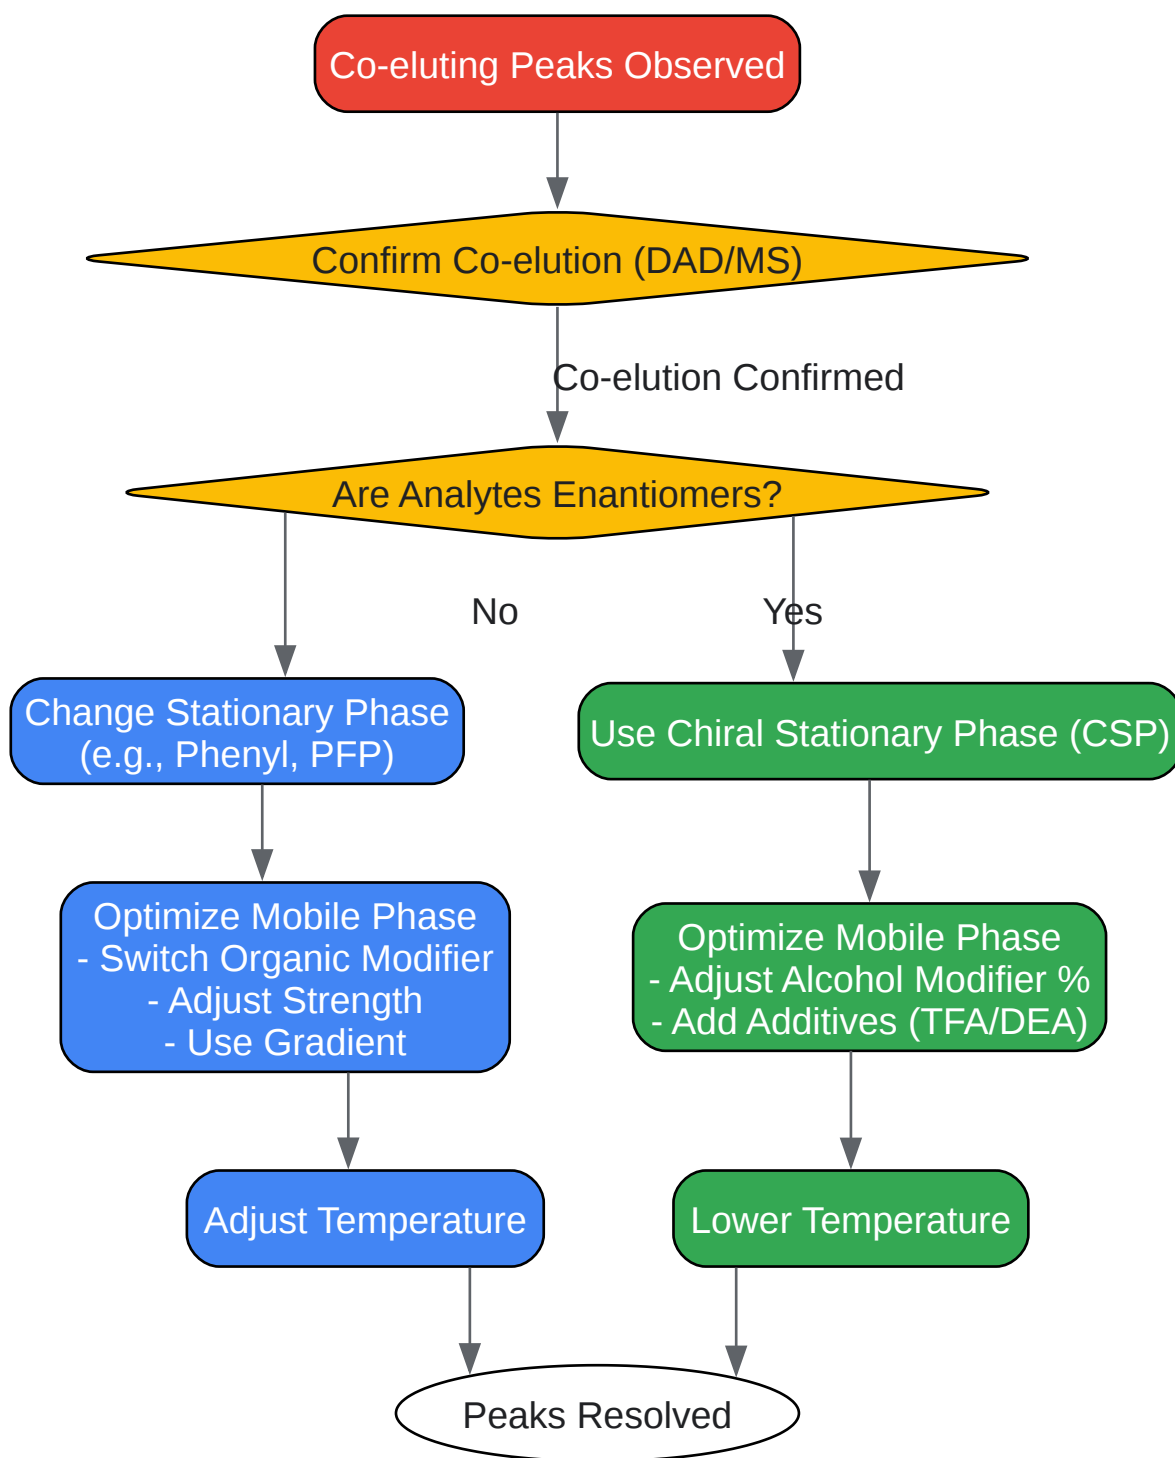 Co-eluting Peaks Observed
Confirm Co-elution (DAD/MS)
Co-elution Confirmed
Are Analytes Enantiomers?
No
Yes
Change Stationary Phase
(e.g., Phenyl, PFP)
Use Chiral Stationary Phase (CSP)
Optimize Mobile Phase
- Switch Organic Modifier
- Adjust Strength
- Use Gradient
Optimize Mobile Phase
- Adjust Alcohol Modifier %
- Add Additives (TFA/DEA)
Adjust Temperature
Lower Temperature
Peaks Resolved